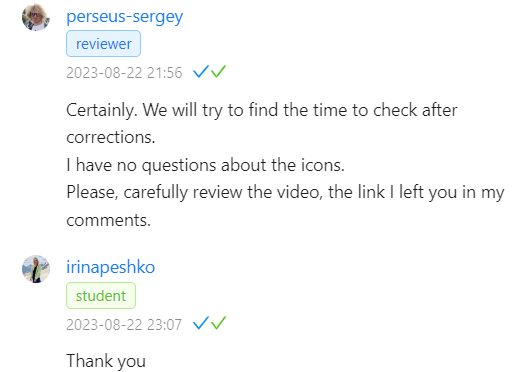 perseus-sergey
reviewer
2023-08-22 21:56
Certainly. We will try to find the time to check after
corrections.
I have no questions about the icons.
Please, carefully review the video, the link I left you in my
comments.
irinapeshko
student
2023-08-22 23:07
Thank you